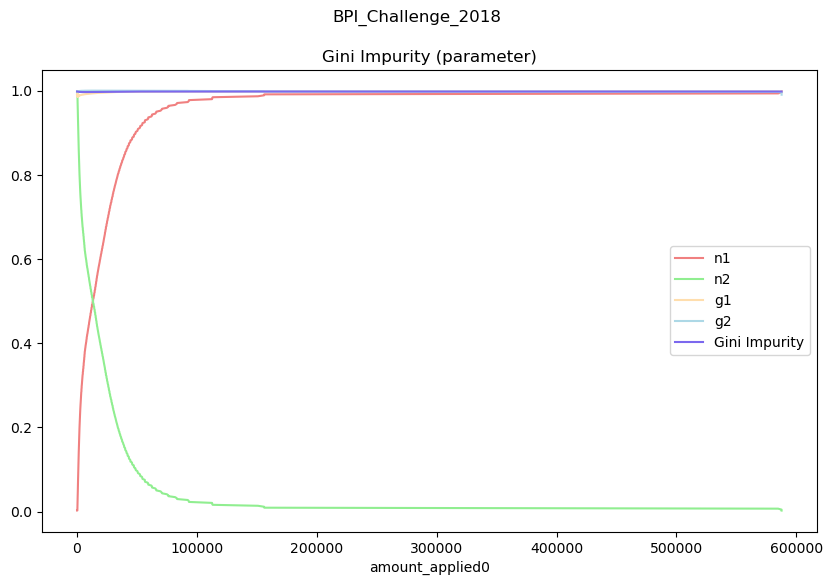 BPI_Challenge_2018
Gini Impurity (parameter)
1.0
0.8
0.6
0.4
0.2
0.0
n1
n2
g1
g2
Gini Impurity
0 100000 200000 300000 400000 500000 600000
amount_applied0